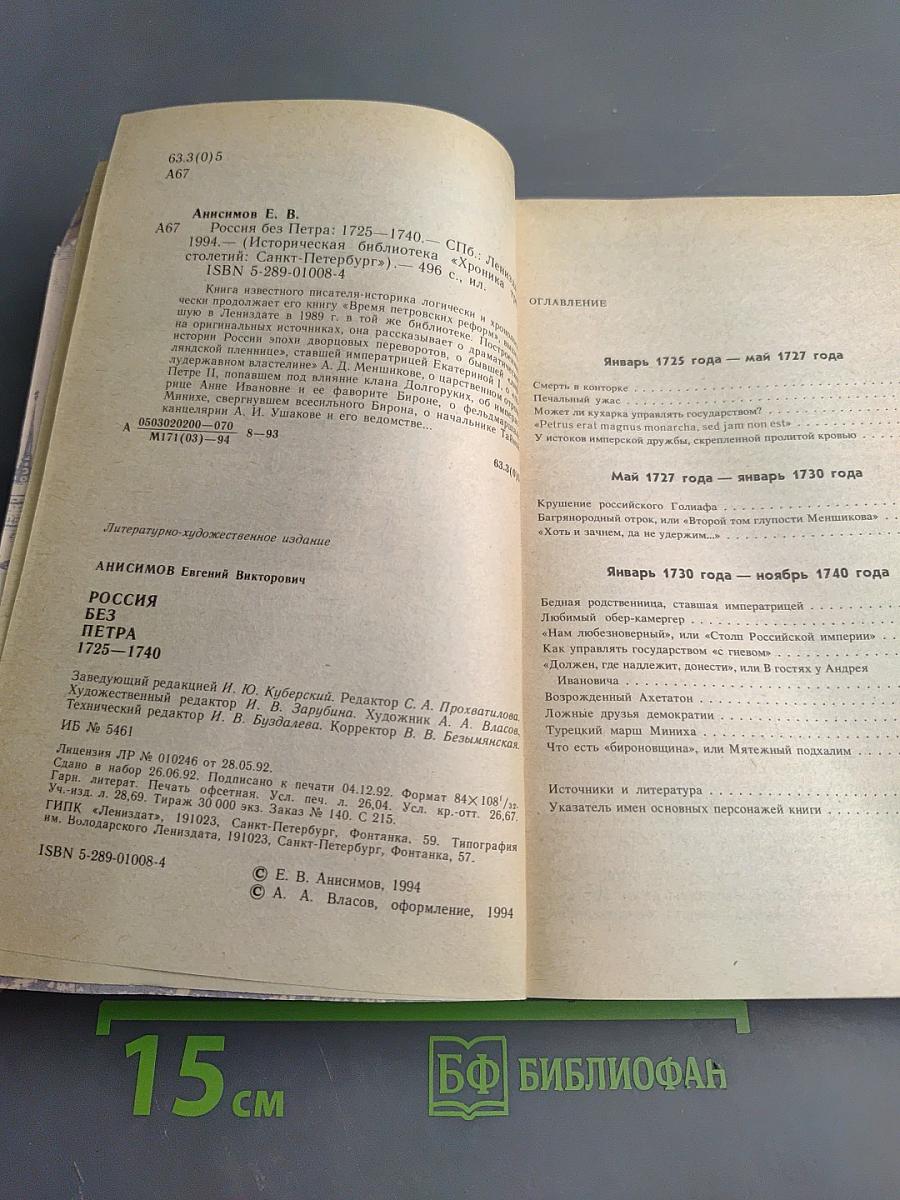 63.3(0)5
А67
Анисимов Е. В.
А67 Россия без Петра: 1725—1740.— СПб.: Лениз
1994.— (Историческая библиотека «Хроника
столетий: Санкт-Петербург»).— 496 с., ил.
ISBN 5-289-01008-4
Книга известного писателя-историка логически и
чески продолжает его книгу «Время петровских реформ»,
шую в Лениздате в 1989 г. в той же библиотеке.
на оригинальных источниках, она рассказывает о
истории России эпохи дворцовых переворотов, о бывшей
ляндской пленнице», ставшей императрицей Екатериной I,
лудержавном властелине» А. Д. Меншикове, о царственном
Петре II, попавшем под влияние клана Долгоруких, об
рице Анне Ивановне и ее фаворите Бироне, о
Минихе, свергнувшем всесильного Бирона, о начальнике
канцелярии А. И. Ушакове и его ведомстве...
А 0503020200—070
М171(03)—94 8—93
63.3(0)
Литературно-художественное издание
АНИСИМОВ Евгений Викторович
РОССИЯ
БЕЗ
ПЕТРА
1725—1740
Заведующий редакцией И. Ю. Куберский. Редактор С. А. Прохватилова.
Художественный редактор И. В. Зарубина. Художник А. А. Власов.
Технический редактор И. В. Буздалева. Корректор В. В. Безымянская.
ИБ № 5461
Лицензия ЛР № 010246 от 28.05.92.
Сдано в набор 26.06.92. Подписано к печати 04.12.92. Формат 84×108¹/₃₂.
Гарн. литерат. Печать офсетная. Усл. печ. л. 26,04. Усл. кр.-отт. 26,67.
Уч.-изд. л. 28,69. Тираж 30 000 экз. Заказ № 140. С 215.
ГИПК «Лениздат», 191023, Санкт-Петербург, Фонтанка, 59. Типография
им. Володарского Лениздата, 191023, Санкт-Петербург, Фонтанка, 57.
ISBN 5-289-01008-4
© Е. В. Анисимов, 1994
© А. А. Власов, оформление, 1994
ОГЛАВЛЕНИЕ
Январь 1725 года — май 1727 года
Смерть в конторке
Печальный ужас
Может ли кухарка управлять государством?
«Petrus erat magnus monarcha, sed jam non est»
У истоков имперской дружбы, скрепленной пролитой кровью
Май 1727 года — январь 1730 года
Крушение российского Голиафа
Багрянородный отрок, или «Второй том глупости Меншикова»
«Хоть и зачнем, да не удержим...»
Январь 1730 года — ноябрь 1740 года
Бедная родственница, ставшая императрицей
Любимый обер-камергер
«Нам любезноверный», или «Столп Российской империи»
Как управлять государством «с гневом»
«Должен, где надлежит, донести», или В гостях у Андрея
Ивановича
Возрожденный Ахетатон
Ложные друзья демократии
Турецкий марш Миниха
Что есть «бироновщина», или Мятежный подхалим
Источники и литература
Указатель имен основных персонажей книги
15 см
БФ БИБЛИОФАН